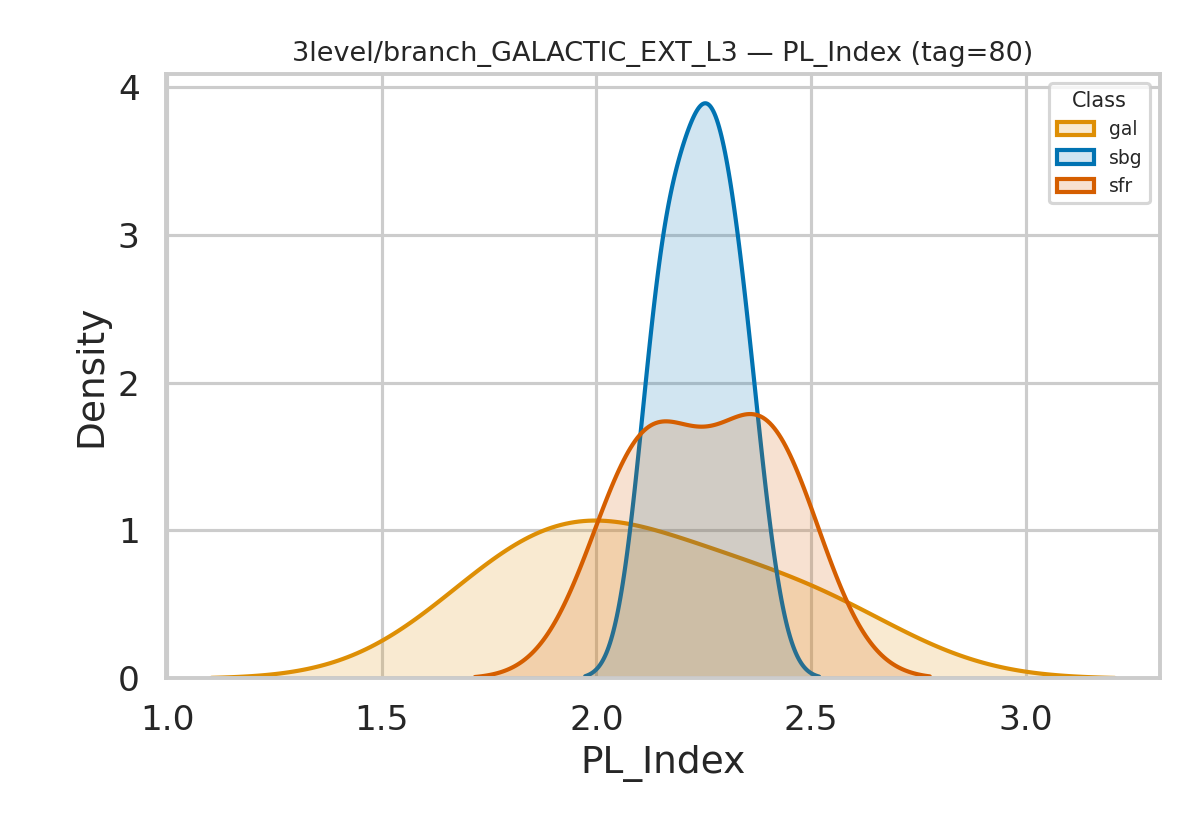 3level/branch_GALACTIC_EXT_L3 — PL_Index (tag=80)
Class
gal
sbg
sfr
Density
4
3
2
1
0
1.0 1.5 2.0 2.5 3.0
PL_Index